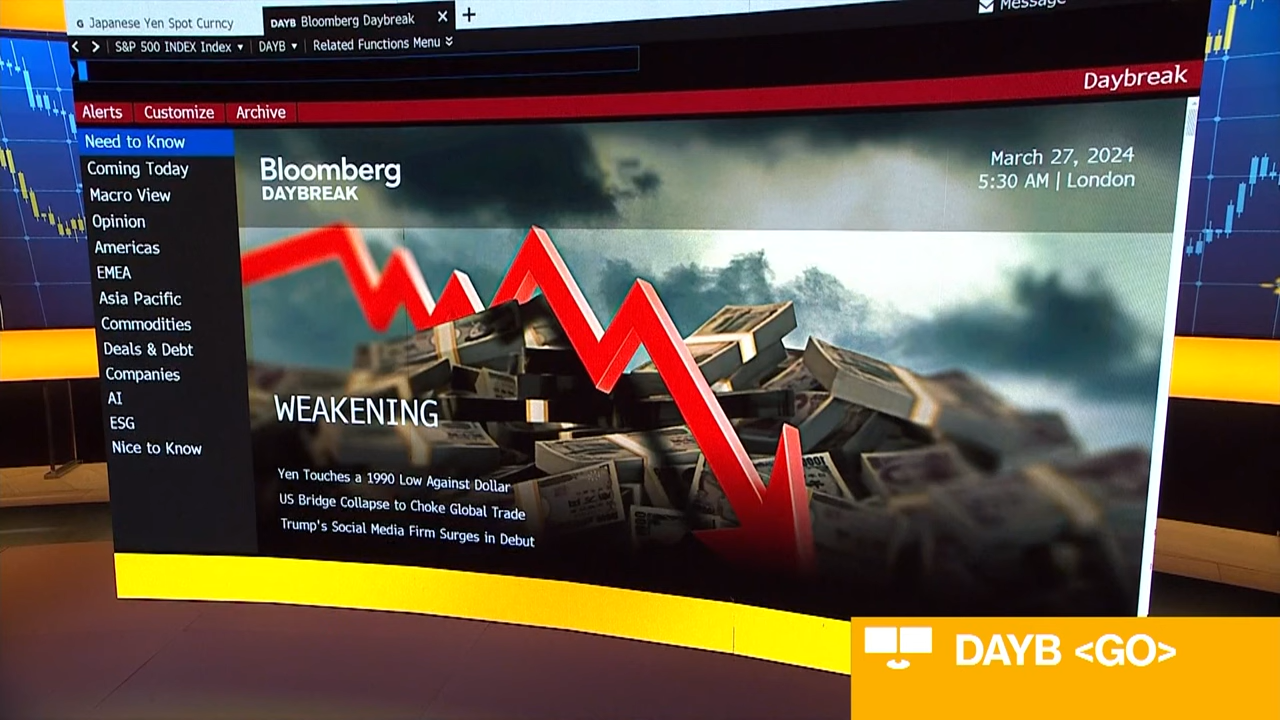 G Japanese Yen Spot Curncy
DAYB Bloomberg Daybreak
Message
S&P 500 INDEX Index
DAYB
Related Functions Menu
Daybreak
Alerts
Customize
Archive
Need to Know
Coming Today
Macro View
Opinion
Americas
EMEA
Asia Pacific
Commodities
Deals & Debt
Companies
AI
ESG
Nice to Know
Bloomberg
DAYBREAK
March 27, 2024
5:30 AM | London
WEAKENING
Yen Touches a 1990 Low Against Dollar
US Bridge Collapse to Choke Global Trade
Trump's Social Media Firm Surges in Debut
DAYB <GO>